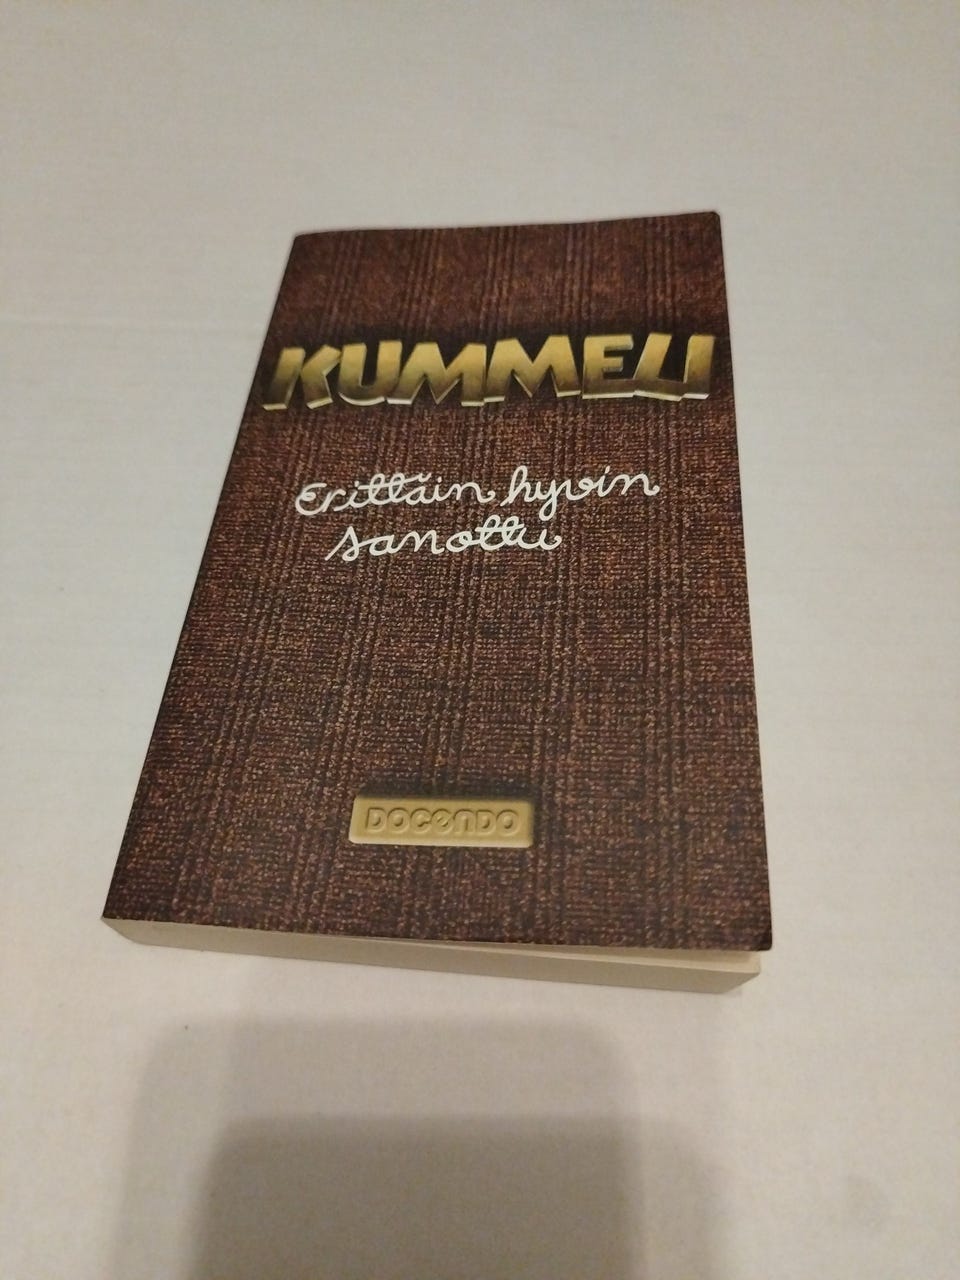 KUMMELI
Erittäin hyvin
sanottu
DOCENDO